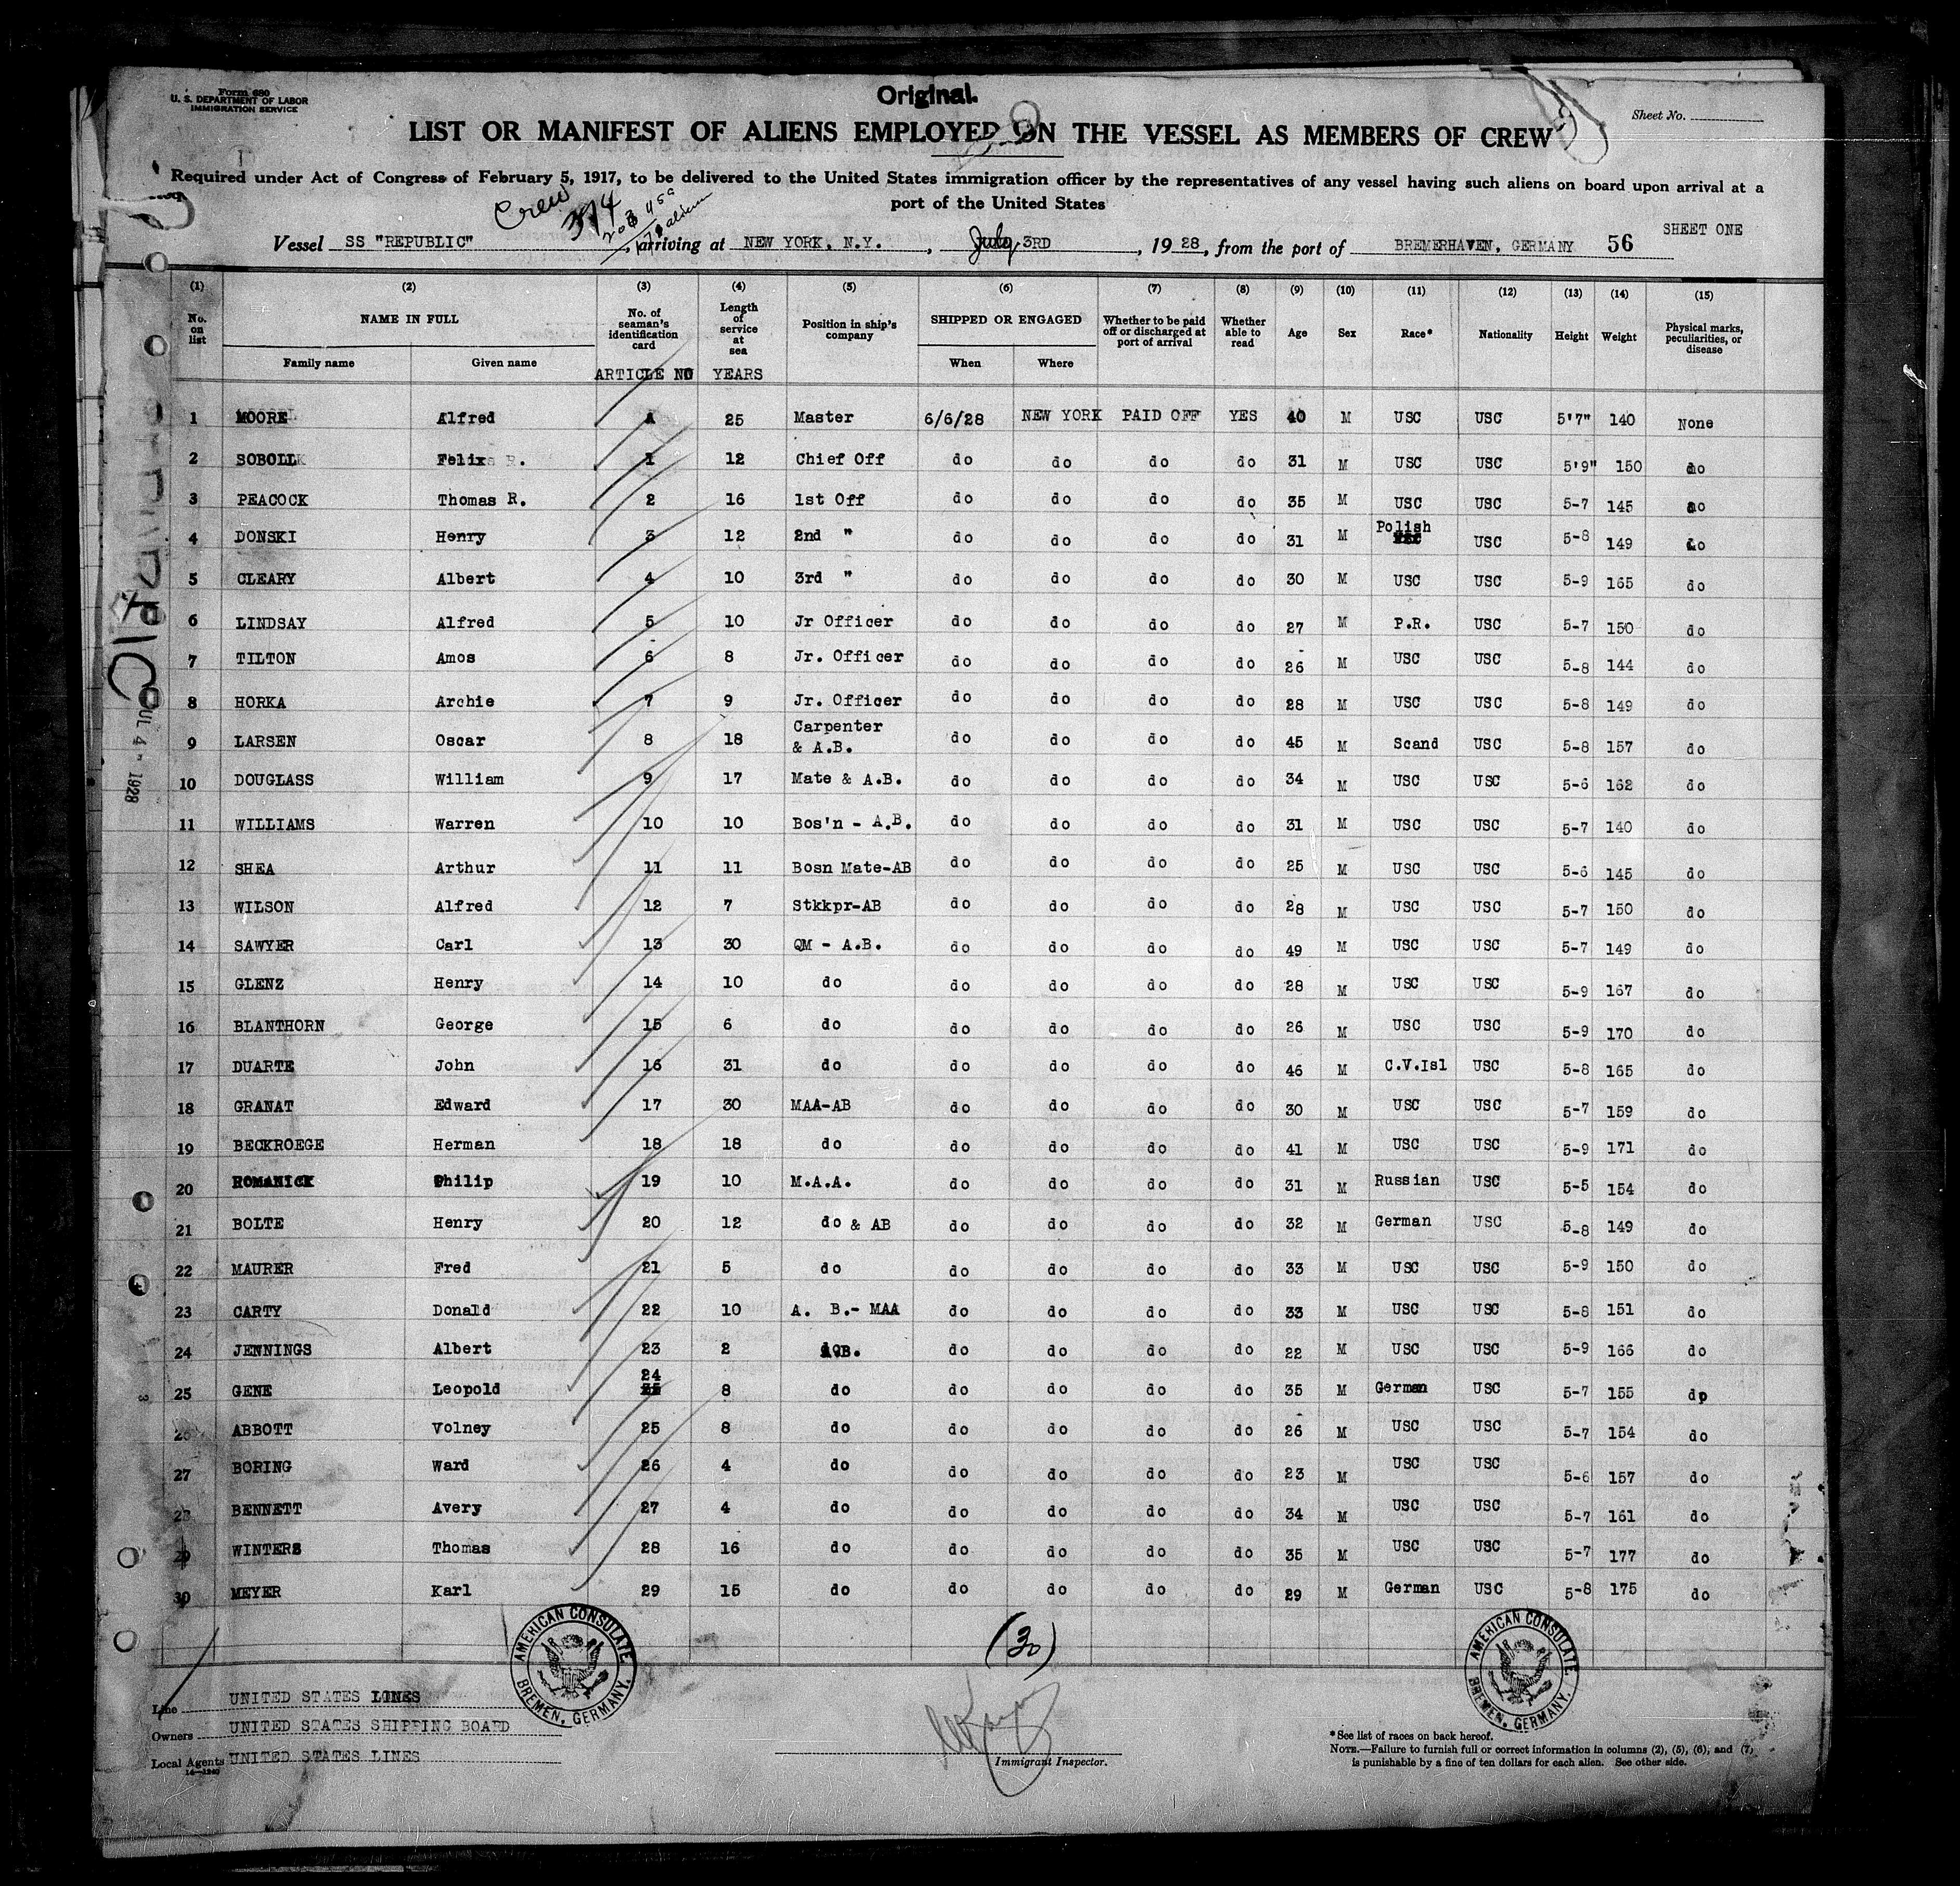 Form 680
U. S. DEPARTMENT OF LABOR
IMMIGRATION SERVICE
Original.
Sheet No.
LIST OR MANIFEST OF ALIENS EMPLOYED ON THE VESSEL AS MEMBERS OF CREW
Required under Act of Congress of February 5, 1917, to be delivered to the United States immigration officer by the representatives of any vessel having such aliens on board upon arrival at a
port of the United States
Crew
SHEET ONE
Vessel SS "REPUBLIC", arriving at NEW YORK, N.Y., July 3RD, 1928, from the port of BREMERHAVEN, GERMANY 56
(1) (2) (3) (4) (5) (6) (7) (8) (9) (10) (11) (12) (13) (14) (15)
No. on list NAME IN FULL No. of seaman's identification card Length of service at sea Position in ship's company SHIPPED OR ENGAGED Whether to be paid off or discharged at port of arrival Whether able to read Age Sex Race* Nationality Height Weight Physical marks, peculiarities, or disease
Family name Given name When Where
ARTICLE NO YEARS
1 MOORE Alfred A 25 Master 6/6/28 NEW YORK PAID OFF YES 40 M USC USC 5'7" 140 None
2 SOBOLL Felix R. 1 12 Chief Off do do do do 31 M USC USC 5'9" 150 do
3 PEACOCK Thomas R. 2 16 1st Off do do do do 35 M USC USC 5-7 145 do
4 DONSKI Henry 3 12 2nd " do do do do 31 M Polish USC 5-8 149 do
5 CLEARY Albert 4 10 3rd " do do do do 30 M USC USC 5-9 165 do
6 LINDSAY Alfred 5 10 Jr Officer do do do do 27 M P.R. USC 5-7 150 do
7 TILTON Amos 6 8 Jr. Officer do do do do 26 M USC USC 5-8 144 do
8 HORKA Archie 7 9 Jr. Officer do do do do 28 M USC USC 5-8 149 do
9 LARSEN Oscar 8 18 Carpenter & A.B. do do do do 45 M Scand USC 5-8 157 do
10 DOUGLASS William 9 17 Mate & A.B. do do do do 34 M USC USC 5-6 162 do
11 WILLIAMS Warren 10 10 Bos'n - A.B. do do do do 31 M USC USC 5-7 140 do
12 SHEA Arthur 11 11 Bosn Mate-AB do do do do 25 M USC USC 5-6 145 do
13 WILSON Alfred 12 7 Stkkpr-AB do do do do 28 M USC USC 5-7 150 do
14 SAWYER Carl 13 30 QM - A.B. do do do do 49 M USC USC 5-7 149 do
15 GLENZ Henry 14 10 do do do do do 28 M USC USC 5-9 167 do
16 BLANTHORN George 15 6 do do do do do 26 M USC USC 5-9 170 do
17 DUARTE John 16 31 do do do do do 46 M C.V.Isl USC 5-8 165 do
18 GRANAT Edward 17 30 MAA-AB do do do do 30 M USC USC 5-7 159 do
19 BECKROEGE Herman 18 18 do do do do do 41 M USC USC 5-9 171 do
20 ROMANICK Philip 19 10 M.A.A. do do do do 31 M Russian USC 5-5 154 do
21 BOLTE Henry 20 12 do & AB do do do do 32 M German USC 5-8 149 do
22 MAURER Fred 21 5 do do do do do 33 M USC USC 5-9 150 do
23 CARTY Donald 22 10 A. B.- MAA do do do do 33 M USC USC 5-8 151 do
24 JENNINGS Albert 23 2 A.B. do do do do 22 M USC USC 5-9 166 do
25 GENE Leopold 24 8 do do do do do 35 M German USC 5-7 155 do
26 ABBOTT Volney 25 8 do do do do do 26 M USC USC 5-7 154 do
27 BORING Ward 26 4 do do do do do 23 M USC USC 5-6 157 do
28 BENNETT Avery 27 4 do do do do do 34 M USC USC 5-7 161 do
29 WINTERS Thomas 28 16 do do do do do 35 M USC USC 5-7 177 do
30 MEYER Karl 29 15 do do do do do 29 M German USC 5-8 175 do
(30)
AMERICAN CONSULATE. BREMEN, GERMANY.
AMERICAN CONSULATE. BREMEN, GERMANY.
Line UNITED STATES LINES
Owners UNITED STATES SHIPPING BOARD
Local Agents UNITED STATES LINES
Immigrant Inspector.
*See list of races on back hereof.
NOTE.—Failure to furnish full or correct information in columns (2), (5), (6), and (7)
is punishable by a fine of ten dollars for each alien. See other side.
JUL 4 - 1928